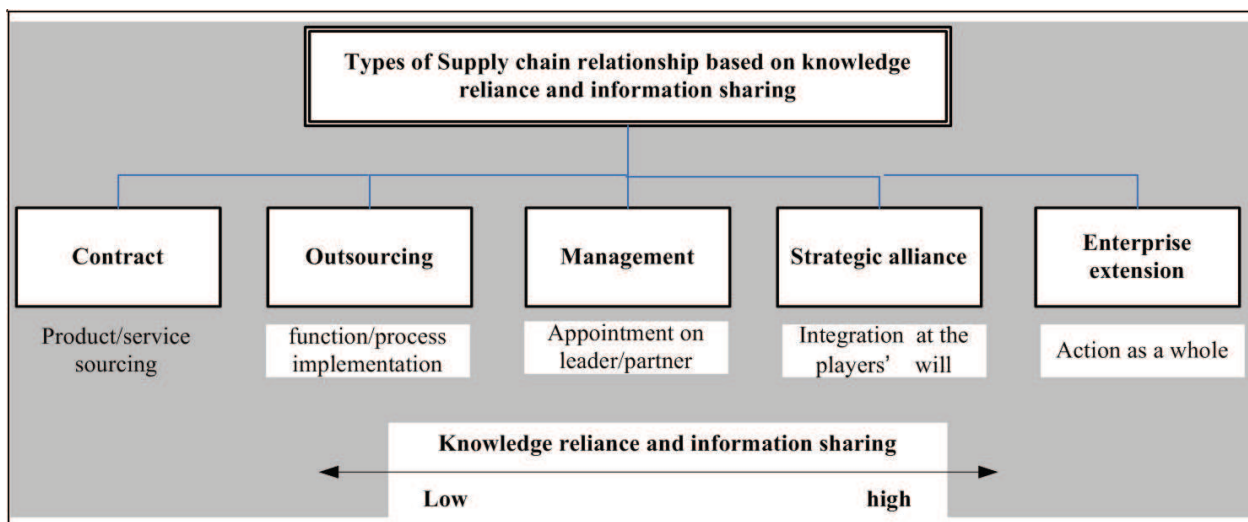 Types of Supply chain relationship based on knowledge
reliance and information sharing
Contract
Outsourcing
Management
Strategic alliance
Enterprise
extension
Product/service
sourcing
function/process
implementation
Appointment on
leader/partner
Integration at the
players’ will
Action as a whole
Knowledge reliance and information sharing
Low
high